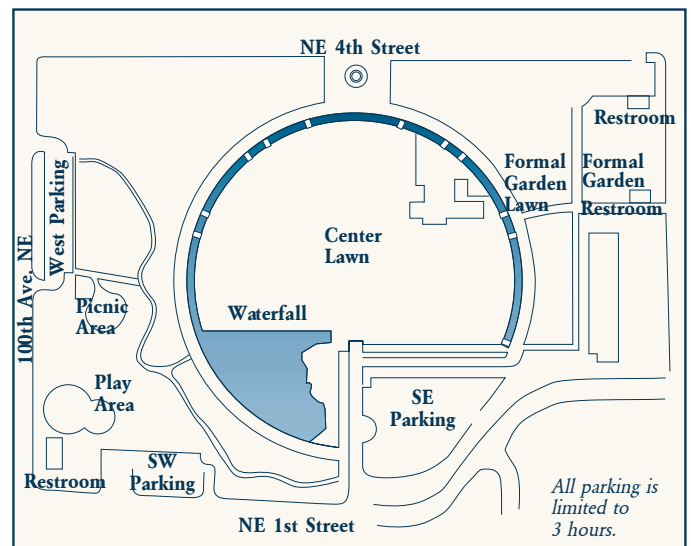 NE 4th Street
Restroom
Formal
Garden
Lawn
Formal
Garden
Restroom
West Parking
100th Ave. NE
Center
Lawn
Picnic
Area
Waterfall
Play
Area
SE
Parking
Restroom
SW
Parking
NE 1st Street
All parking is
limited to
3 hours.